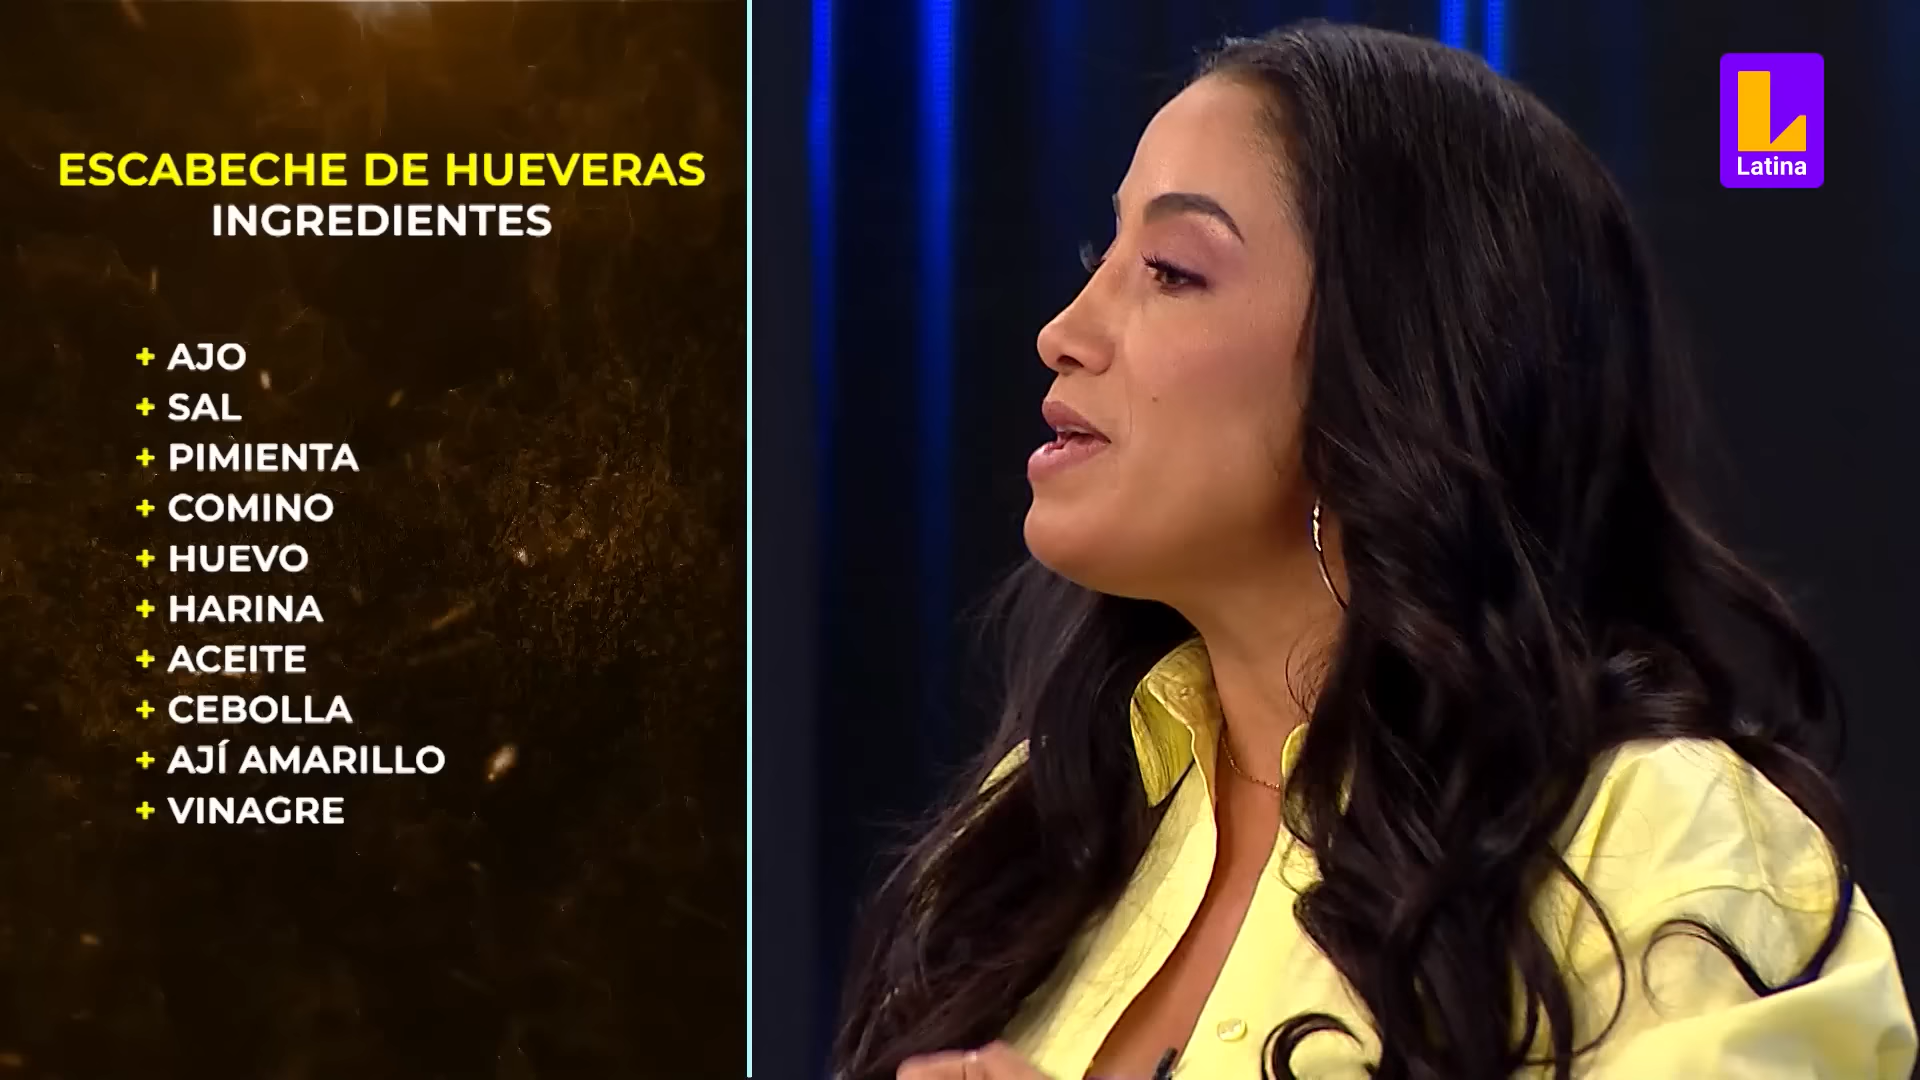 ESCABECHE DE HUEVERAS
INGREDIENTES
+ AJO
+ SAL
+ PIMIENTA
+ COMINO
+ HUEVO
+ HARINA
+ ACEITE
+ CEBOLLA
+ AJÍ AMARILLO
+ VINAGRE
L
Latina